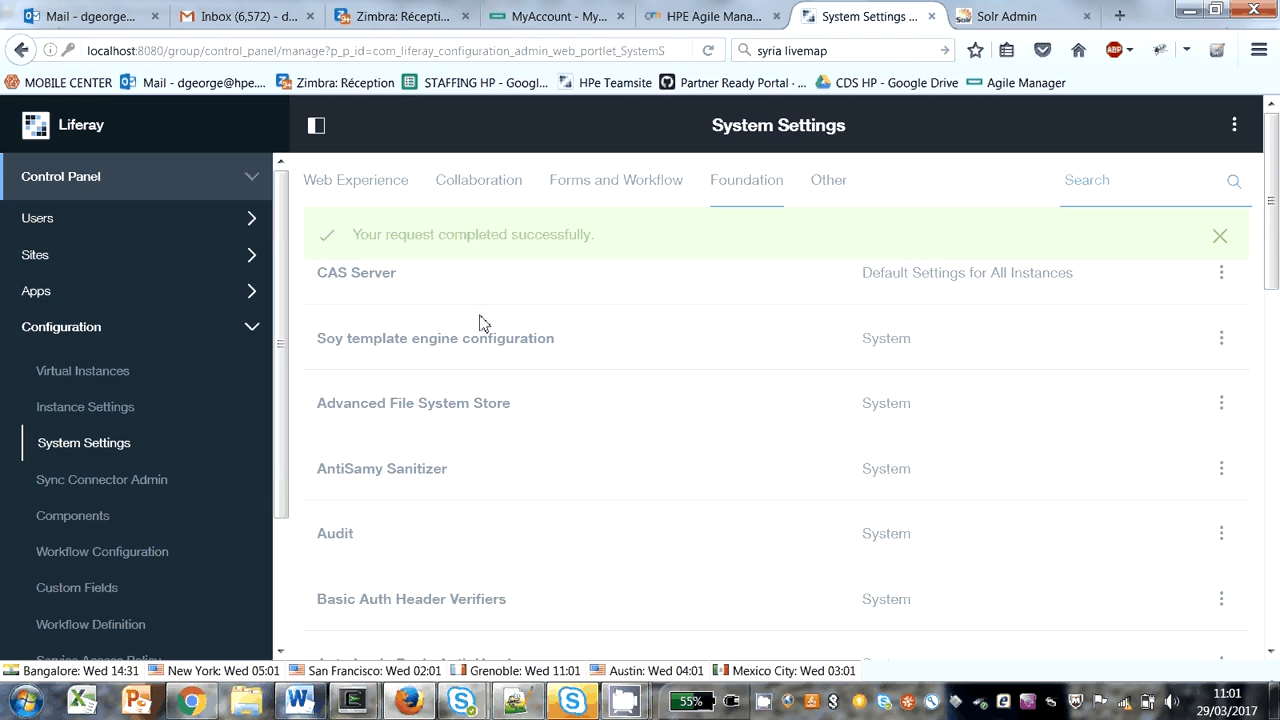 Mail - dgeorge@hpe...
Inbox (6,525) - d...
Zimbra: Récepti...
MyAccount - My...
HPE Agile Mana...
System Settings ...
Solr Admin
localhost:8080/group/control_panel/manage?p_p_id=com_liferay_configuration_admin_web_portlet_SystemS
syria livemap
ABP
MOBILE CENTER
Mail - dgeorge@hpe....
Zimbra: Réception
STAFFING HP - Googl...
HPe Teamsite
Partner Ready Portal - ...
CDS HP - Google Drive
Agile Manager
Liferay
System Settings
Control Panel
Web Experience
Collaboration
Forms and Workflow
Foundation
Other
Search
Users
Your request completed successfully.
Sites
CAS Server
Default Settings for All Instances
Apps
Configuration
Soy template engine configuration
System
Virtual Instances
Instance Settings
Advanced File System Store
System
System Settings
AntiSamy Sanitizer
System
Sync Connector Admin
Components
Audit
System
Workflow Configuration
Custom Fields
Basic Auth Header Verifiers
System
Workflow Definition
Service Access Policy
Bangalore: Wed 14:31
New York: Wed 05:01
San Francisco: Wed 02:01
Grenoble: Wed 11:01
Austin: Wed 04:01
Mexico City: Wed 03:01
55%
11:01
29/03/2017